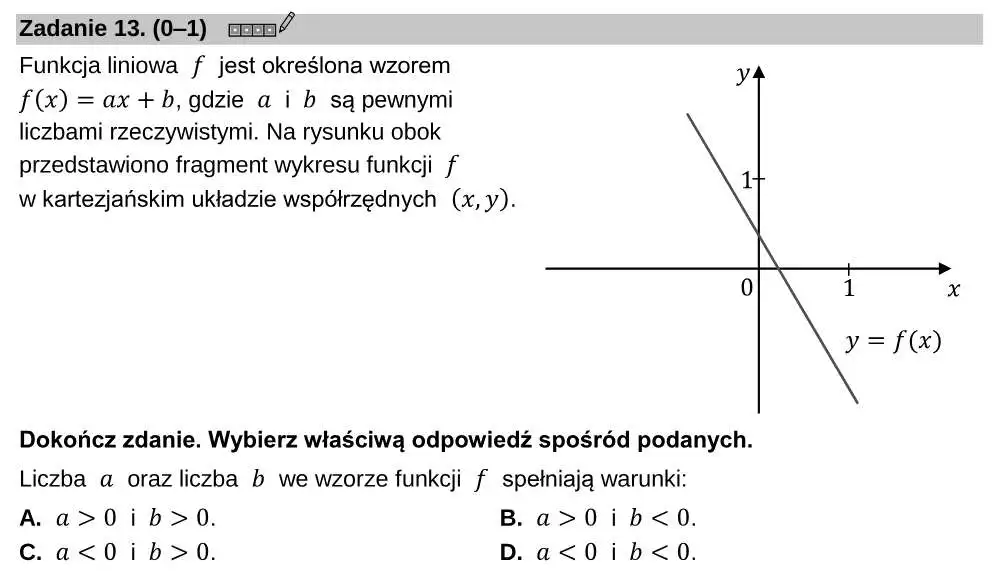 Zadanie 13. (0–1)
Funkcja liniowa f jest określona wzorem
f(x) = ax + b, gdzie a i b są pewnymi
liczbami rzeczywistymi. Na rysunku obok
przedstawiono fragment wykresu funkcji f
w kartezjańskim układzie współrzędnych (x, y).
y
1
0
1
x
y = f(x)
Dokończ zdanie. Wybierz właściwą odpowiedź spośród podanych.
Liczba a oraz liczba b we wzorze funkcji f spełniają warunki:
A. a > 0 i b > 0.
B. a > 0 i b < 0.
C. a < 0 i b > 0.
D. a < 0 i b < 0.